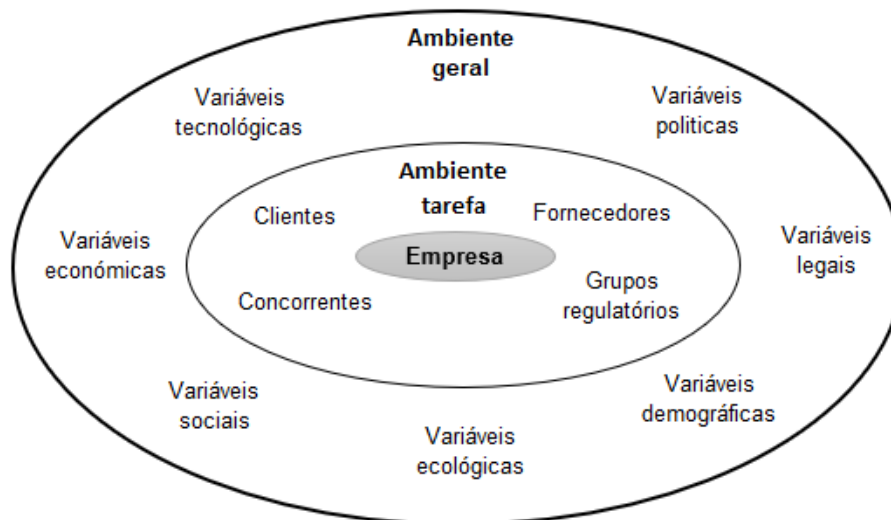 Ambiente
geral
Variáveis
tecnológicas
Variáveis
politicas
Ambiente
tarefa
Clientes
Fornecedores
Variáveis
económicas
Empresa
Variáveis
legais
Concorrentes
Grupos
regulatórios
Variáveis
sociais
Variáveis
demográficas
Variáveis
ecológicas